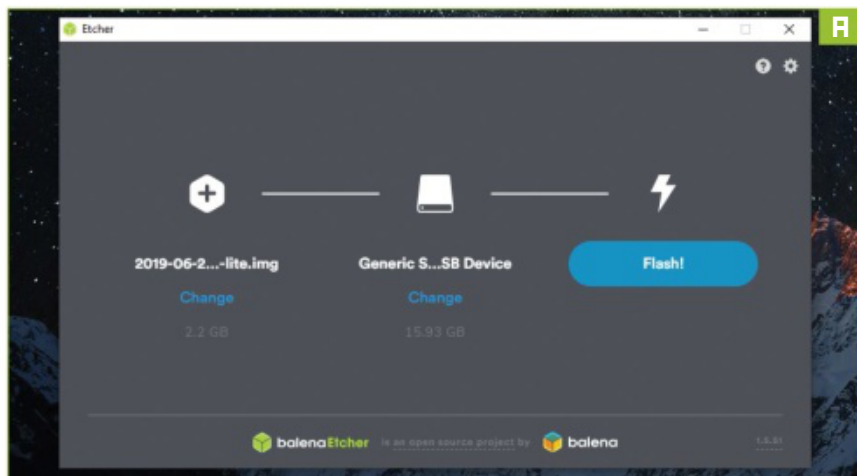 Etcher
A
2019-06-2...-lite.img
Generic S...SB Device
Flash!
Change
Change
2.2 GB
15.93 GB
balenaEtcher is an open source project by balena